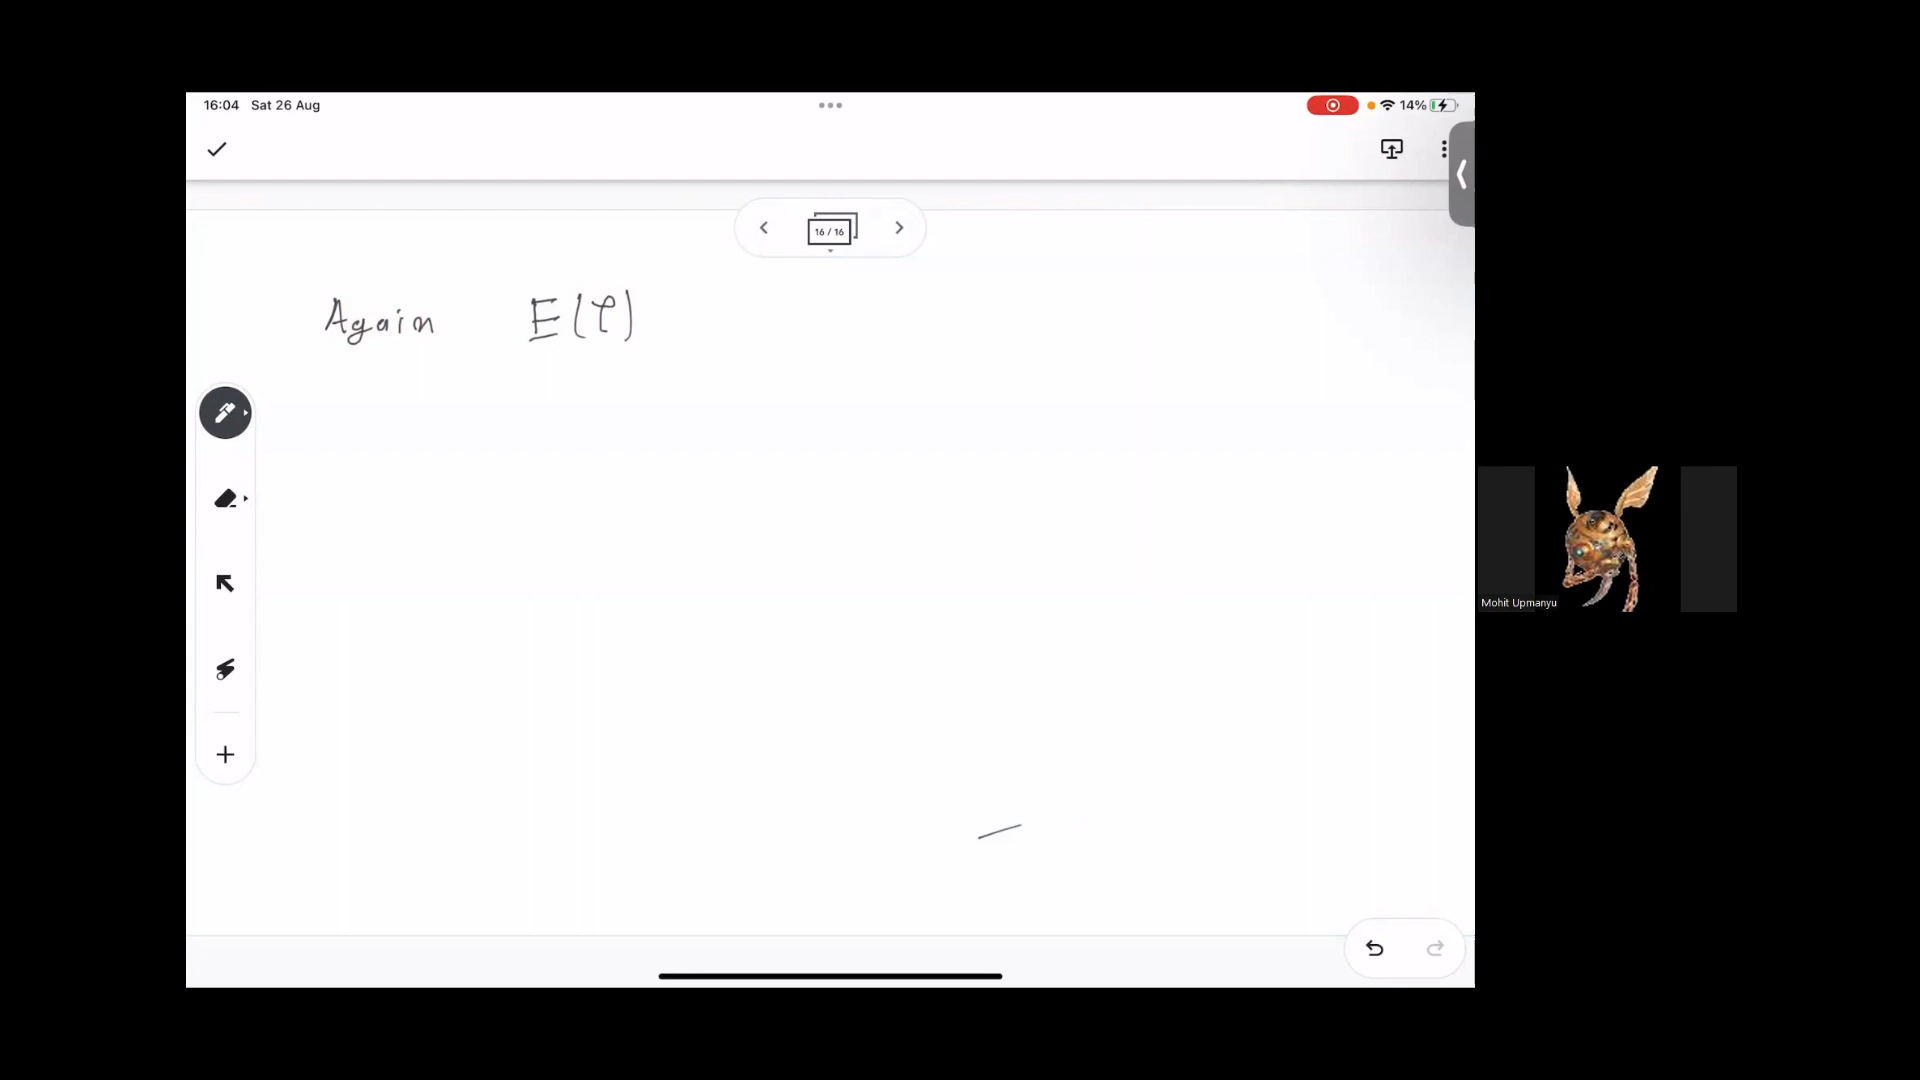 16:04 Sat 26 Aug
14%
16 / 16
Again E(τ)
Mohit Upmanyu